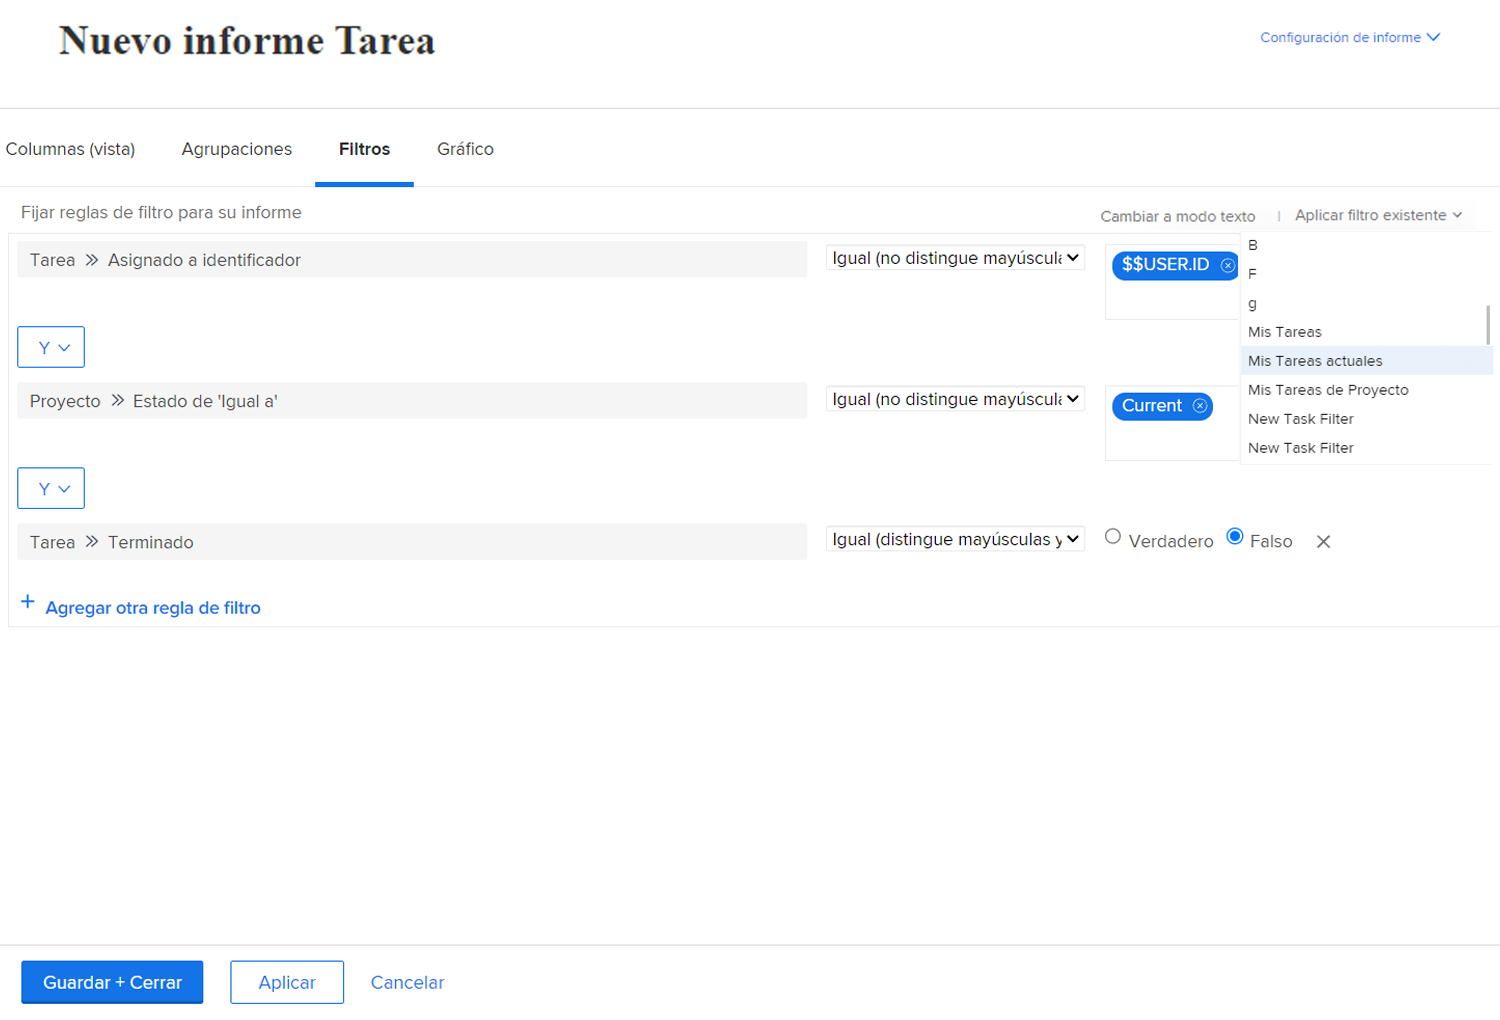 Nuevo informe Tarea
Configuración de informe
Columnas (vista) Agrupaciones Filtros Gráfico
Fijar reglas de filtro para su informe
Cambiar a modo texto | Aplicar filtro existente
Tarea » Asignado a identificador Igual (no distingue mayúscula $$USER.ID
B
F
g
Mis Tareas
Mis Tareas actuales
Mis Tareas de Proyecto
New Task Filter
New Task Filter
Y
Proyecto » Estado de 'Igual a' Igual (no distingue mayúscula Current
Y
Tarea » Terminado Igual (distingue mayúsculas y Verdadero Falso
+ Agregar otra regla de filtro
Guardar + Cerrar Aplicar Cancelar